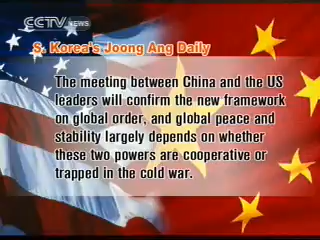 CCTV NEWS
S. Korea's Joong Ang Daily
The meeting between China and the US
leaders will confirm the new framework
on global order, and global peace and
stability largely depends on whether
these two powers are cooperative or
trapped in the cold war.